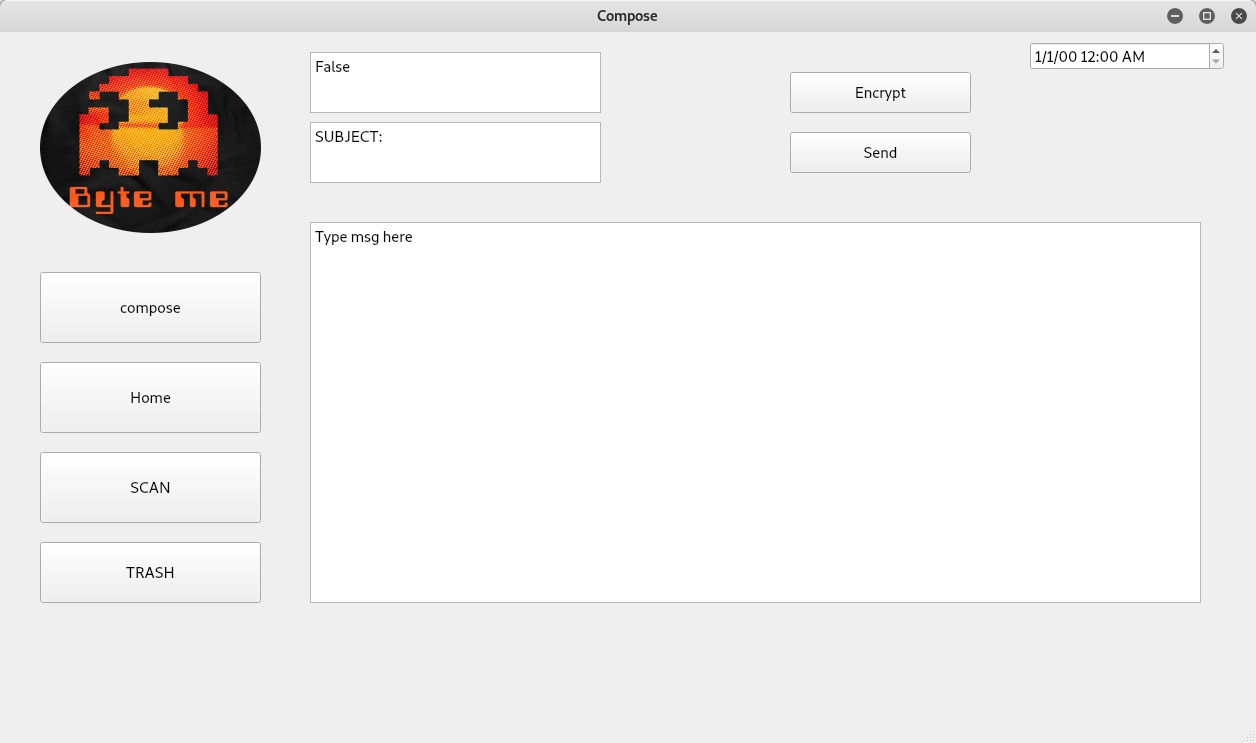 Compose
1/1/00 12:00 AM
False
Encrypt
SUBJECT:
Send
Byte me
Type msg here
compose
Home
SCAN
TRASH